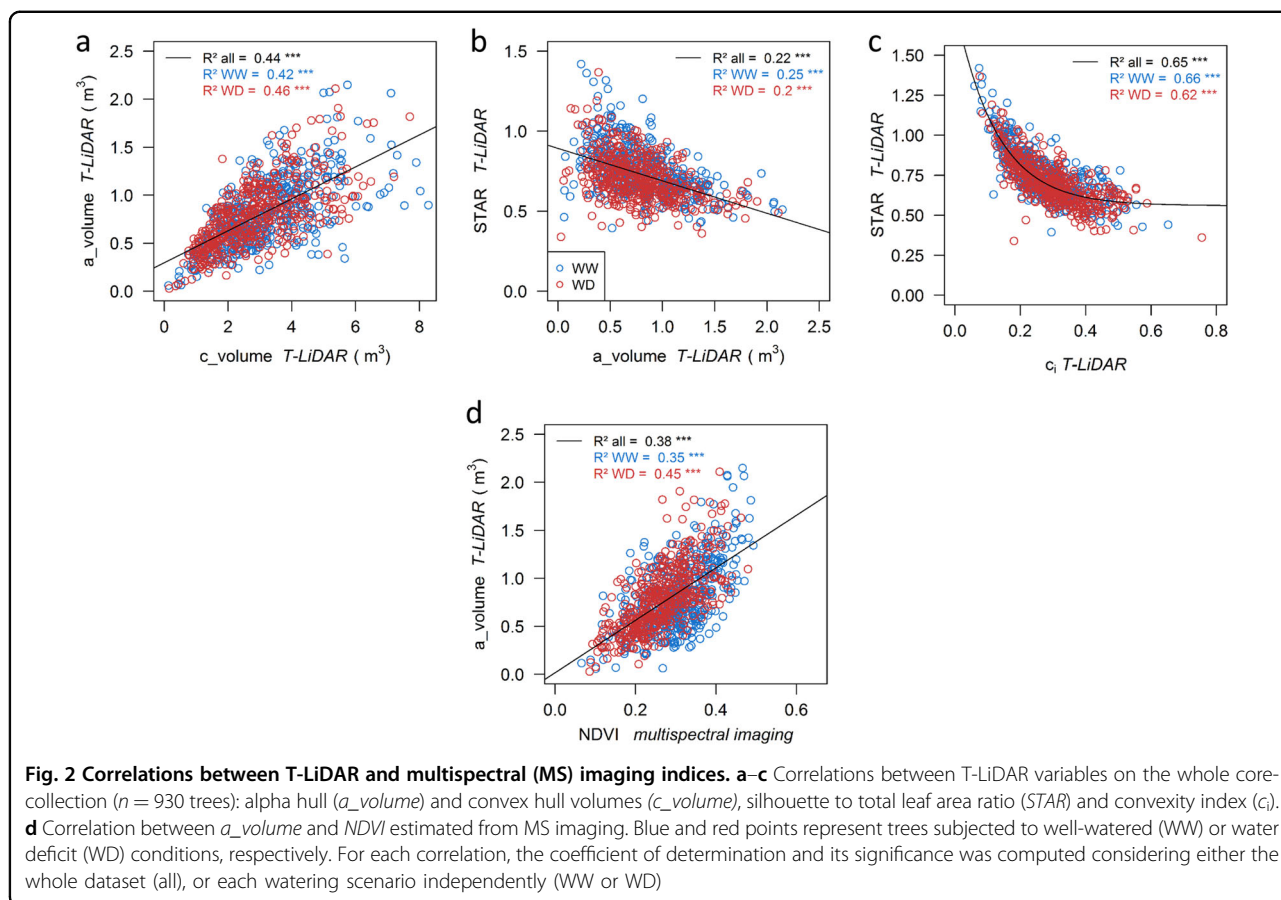 a
R² all = 0.44 ***
R² WW = 0.42 ***
R² WD = 0.46 ***
a_volume T-LiDAR ( m³)
2.5
2.0
1.5
1.0
0.5
0.0
0 2 4 6 8
c_volume T-LiDAR ( m³)
b
R² all = 0.22 ***
R² WW = 0.25 ***
R² WD = 0.2 ***
STAR T-LiDAR
1.5
1.0
0.5
0.0
WW
WD
0.0 0.5 1.0 1.5 2.0 2.5
a_volume T-LiDAR ( m³)
c
R² all = 0.65 ***
R² WW = 0.66 ***
R² WD = 0.62 ***
STAR T-LiDAR
1.50
1.25
1.00
0.75
0.50
0.25
0.00
0.0 0.2 0.4 0.6 0.8
cᵢ T-LiDAR
d
R² all = 0.38 ***
R² WW = 0.35 ***
R² WD = 0.45 ***
a_volume T-LiDAR ( m³)
2.5
2.0
1.5
1.0
0.5
0.0
0.0 0.2 0.4 0.6
NDVI multispectral imaging
Fig. 2 Correlations between T-LiDAR and multispectral (MS) imaging indices. a–c Correlations between T-LiDAR variables on the whole core-
collection (n = 930 trees): alpha hull (a_volume) and convex hull volumes (c_volume), silhouette to total leaf area ratio (STAR) and convexity index (cᵢ).
d Correlation between a_volume and NDVI estimated from MS imaging. Blue and red points represent trees subjected to well-watered (WW) or water
deficit (WD) conditions, respectively. For each correlation, the coefficient of determination and its significance was computed considering either the
whole dataset (all), or each watering scenario independently (WW or WD)